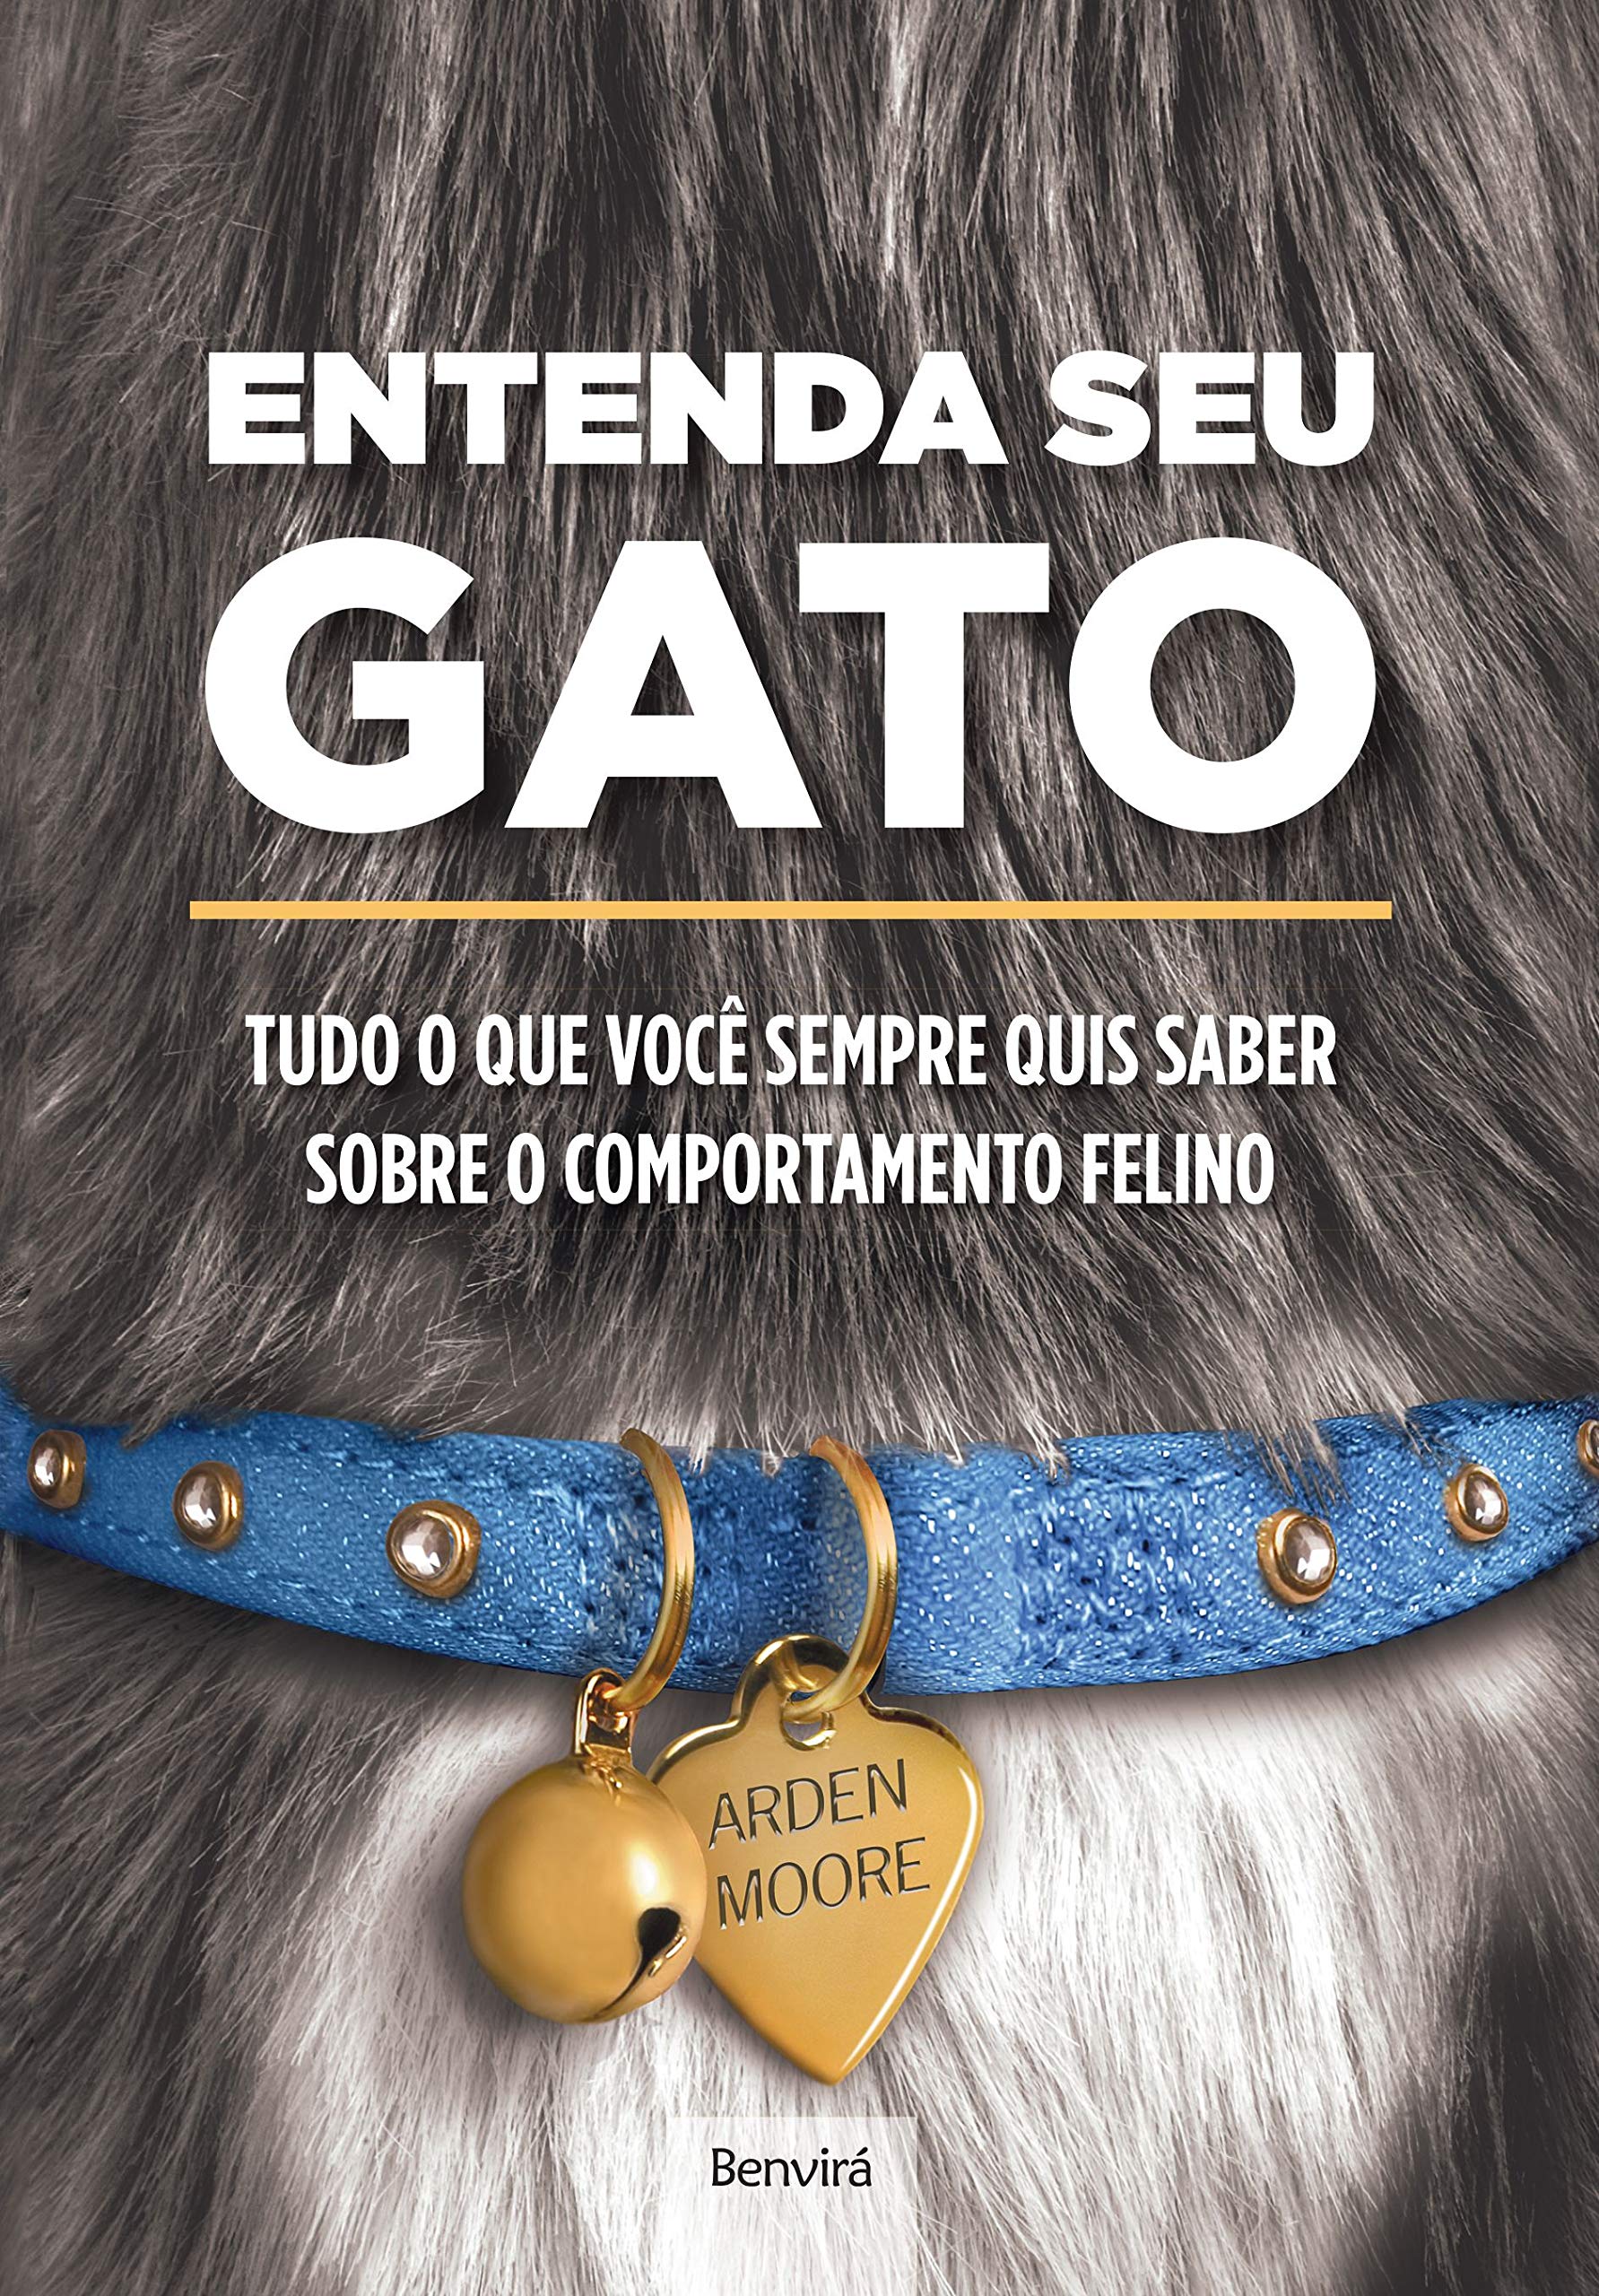 ENTENDA SEU
GATO
TUDO O QUE VOCÊ SEMPRE QUIS SABER
SOBRE O COMPORTAMENTO FELINO
ARDEN
MOORE
Benvirá